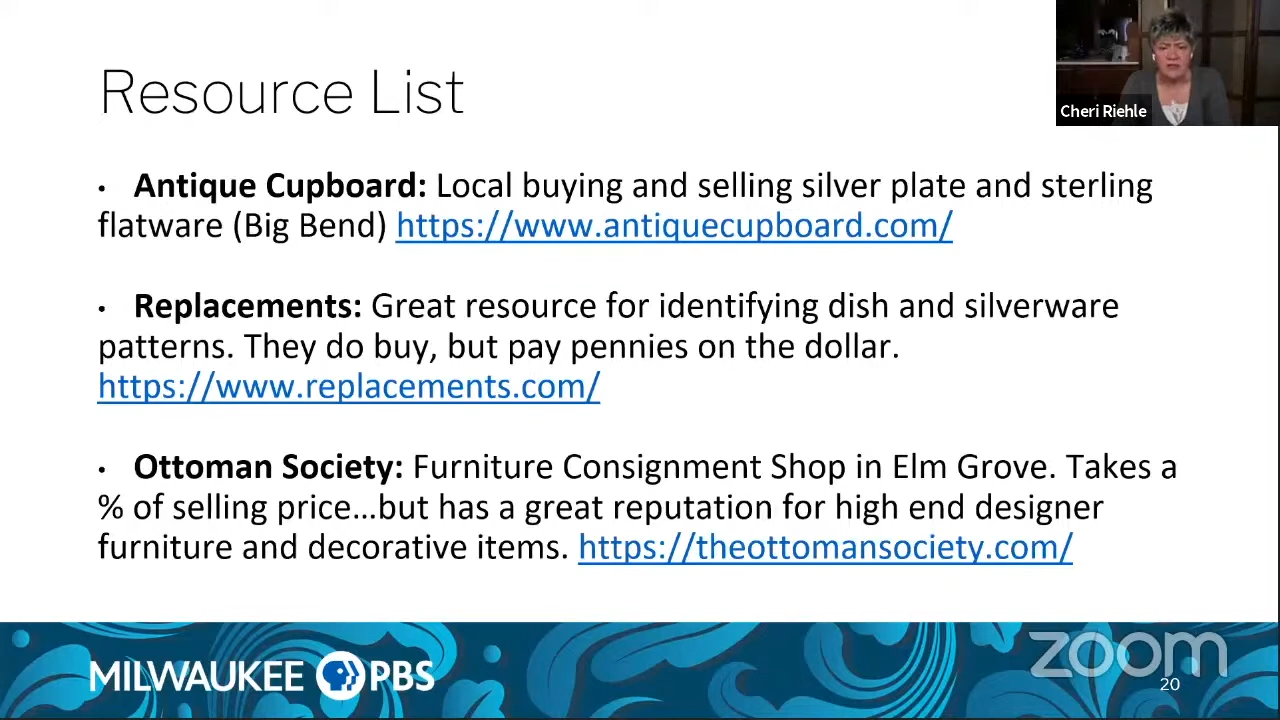 Resource List
Cheri Riehle
• Antique Cupboard: Local buying and selling silver plate and sterling
flatware (Big Bend) https://www.antiquecupboard.com/
• Replacements: Great resource for identifying dish and silverware
patterns. They do buy, but pay pennies on the dollar.
https://www.replacements.com/
• Ottoman Society: Furniture Consignment Shop in Elm Grove. Takes a
% of selling price…but has a great reputation for high end designer
furniture and decorative items. https://theottomansociety.com/
MILWAUKEE PBS
zoom
20